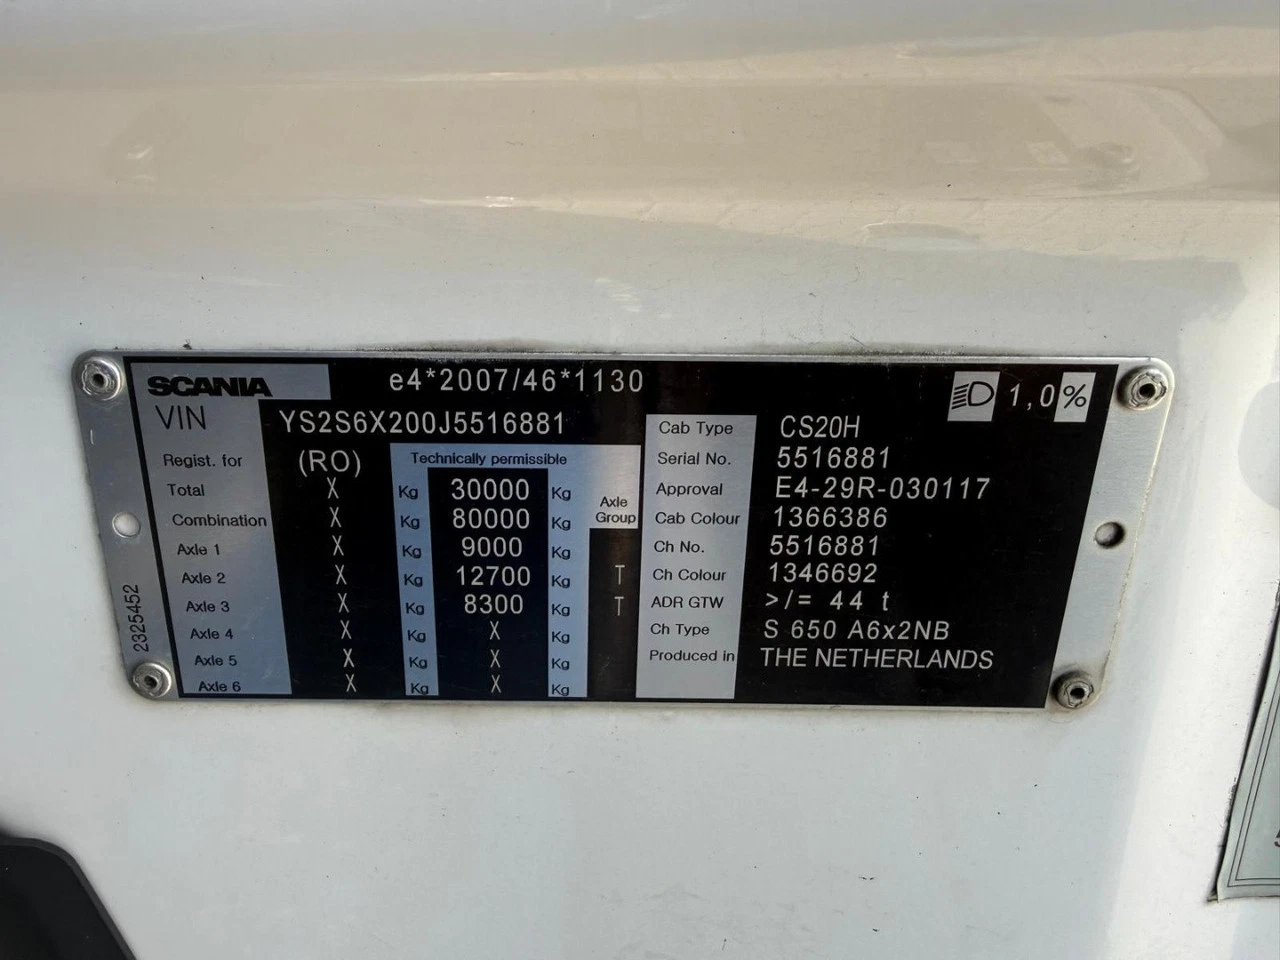 SCANIA e4*2007/46*1130 1,0%
VIN YS2S6X200J5516881
Regist. for (RO) Technically permissible
Total X Kg 30000 Kg Axle
Combination X Kg 80000 Kg Group
Axle 1 X Kg 9000 Kg
Axle 2 X Kg 12700 Kg T
Axle 3 X Kg 8300 Kg T
Axle 4 X Kg X Kg
Axle 5 X Kg X Kg
Axle 6 X Kg X Kg
Cab Type CS20H
Serial No. 5516881
Approval E4-29R-030117
Cab Colour 1366386
Ch No. 5516881
Ch Colour 1346692
ADR GTW >/= 44 t
Ch Type S 650 A6x2NB
Produced in THE NETHERLANDS
2325452